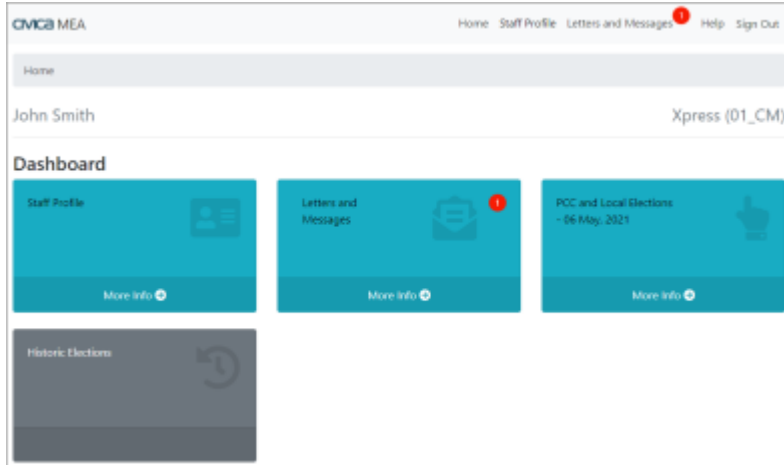 CIVICA MEA
Home Staff Profile Letters and Messages 1 Help Sign Out
Home
John Smith Xpress (01_CM)
Dashboard
Staff Profile
More Info
Letters and
Messages
1
More Info
PCC and Local Elections
- 06 May, 2021
More Info
Historic Elections